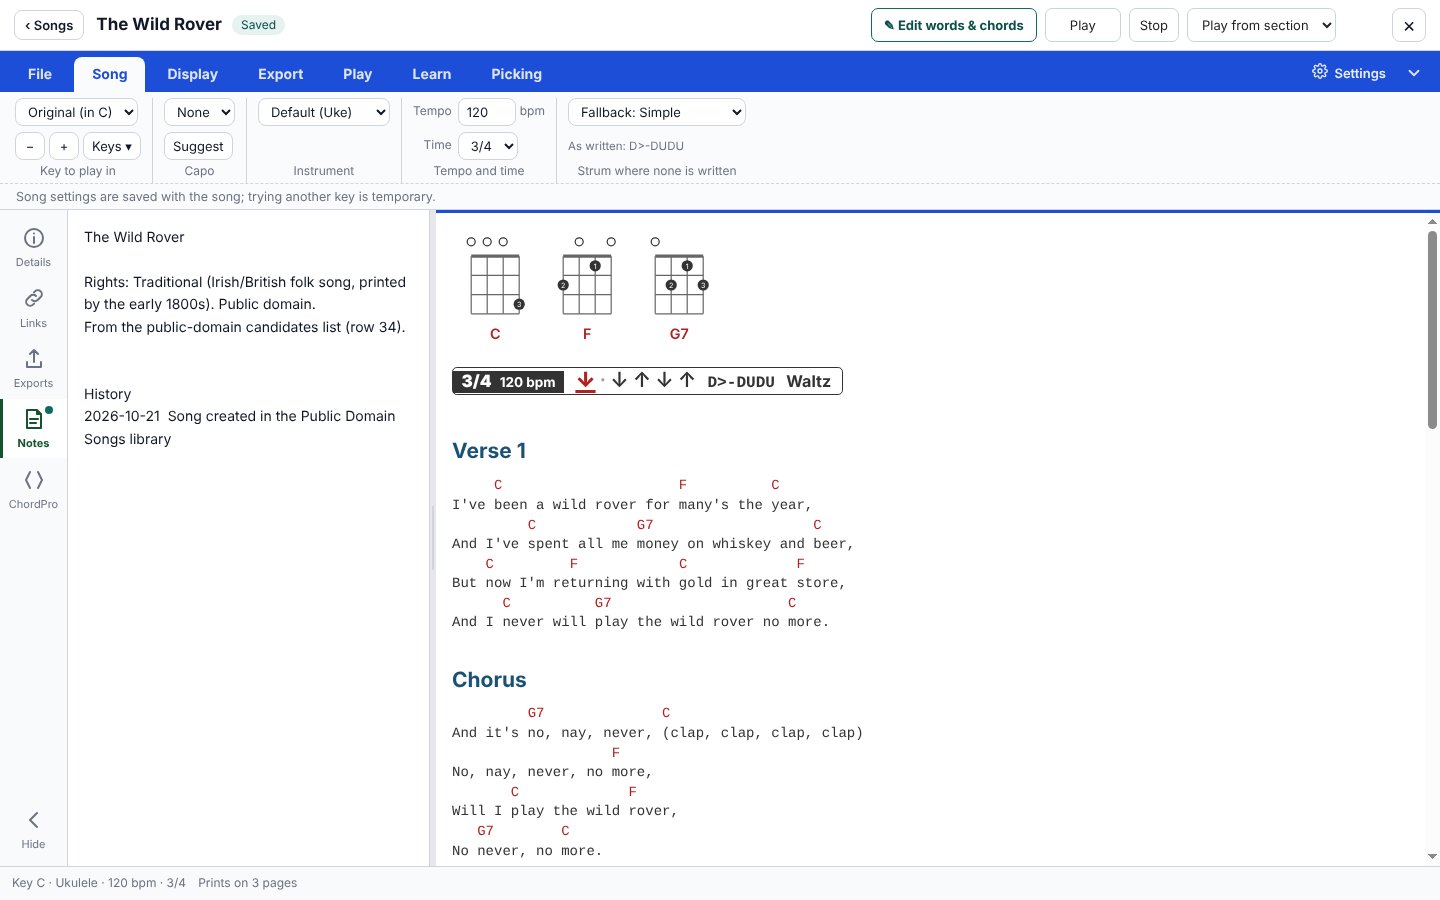 ‹ Songs The Wild Rover Saved ✎ Edit words & chords Play Stop Play from section ×
File Song Display Export Play Learn Picking Settings
Original (in C) None Default (Uke) Tempo 120 bpm Fallback: Simple
− + Keys ▾ Suggest Time 3/4 As written: D>-DUDU
Key to play in Capo Instrument Tempo and time Strum where none is written
Song settings are saved with the song; trying another key is temporary.
Details
Links
Exports
Notes
ChordPro
Hide
The Wild Rover
Rights: Traditional (Irish/British folk song, printed
by the early 1800s). Public domain.
From the public-domain candidates list (row 34).
History
2026-10-21 Song created in the Public Domain
Songs library
3
2 1
1 2 3
C F G7
3/4 120 bpm ↓ · ↓ ↑ ↓ ↑ D>-DUDU Waltz
Verse 1
C F C
I've been a wild rover for many's the year,
C G7 C
And I've spent all me money on whiskey and beer,
C F C F
But now I'm returning with gold in great store,
C G7 C
And I never will play the wild rover no more.
Chorus
G7 C
And it's no, nay, never, (clap, clap, clap, clap)
F
No, nay, never, no more,
C F
Will I play the wild rover,
G7 C
No never, no more.
Key C · Ukulele · 120 bpm · 3/4 Prints on 3 pages